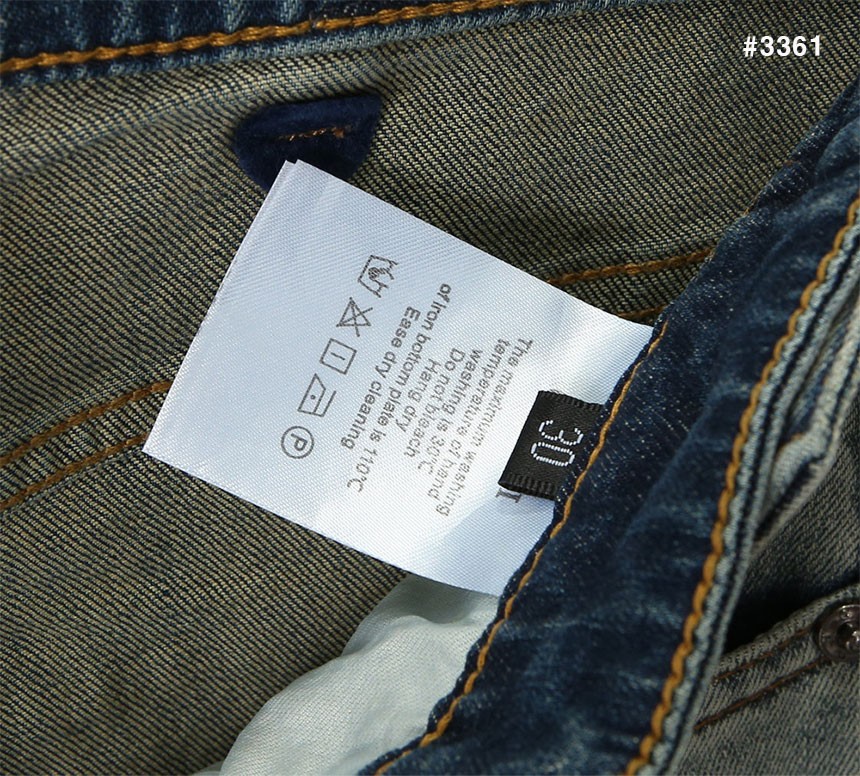 #3361
The maximum washing
temperature of hand
washing is 30℃
Do not bleach
Hang dry
of iron bottom plate is 110℃
Ease dry cleaning
P
30